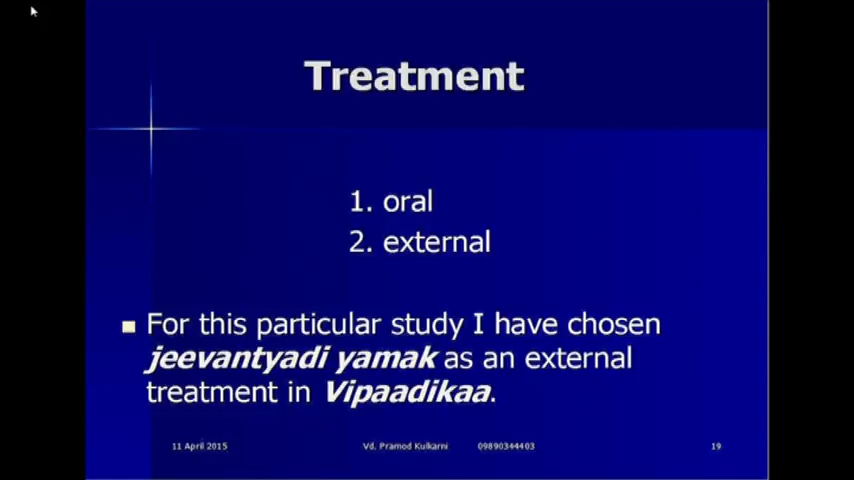 Treatment
1. oral
2. external
For this particular study I have chosen
jeevantyadi yamak as an external
treatment in Vipaadikaa.
11 April 2015 Vd. Pramod Kulkarni 09890344403 19